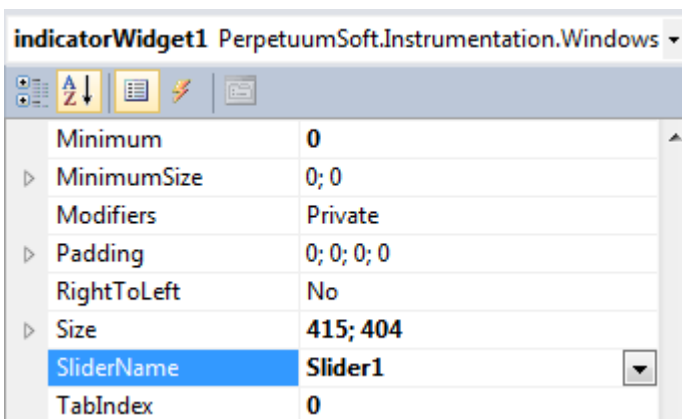 indicatorWidget1 PerpetuumSoft.Instrumentation.Windows
Minimum 0
MinimumSize 0; 0
Modifiers Private
Padding 0; 0; 0; 0
RightToLeft No
Size 415; 404
SliderName Slider1
TabIndex 0